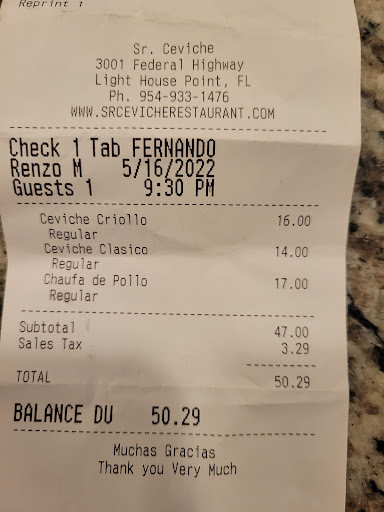 Reprint 1
Sr. Ceviche
3001 Federal Highway
Light House Point, FL
Ph. 954-933-1476
WWW.SRCEVICHERESTAURANT.COM
Check 1 Tab FERNANDO
Renzo M 5/16/2022
Guests 1 9:30 PM
Ceviche Criollo 16.00
Regular
Ceviche Clasico 14.00
Regular
Chaufa de Pollo 17.00
Regular
Subtotal 47.00
Sales Tax 3.29
TOTAL 50.29
BALANCE DU 50.29
Muchas Gracias
Thank you Very Much